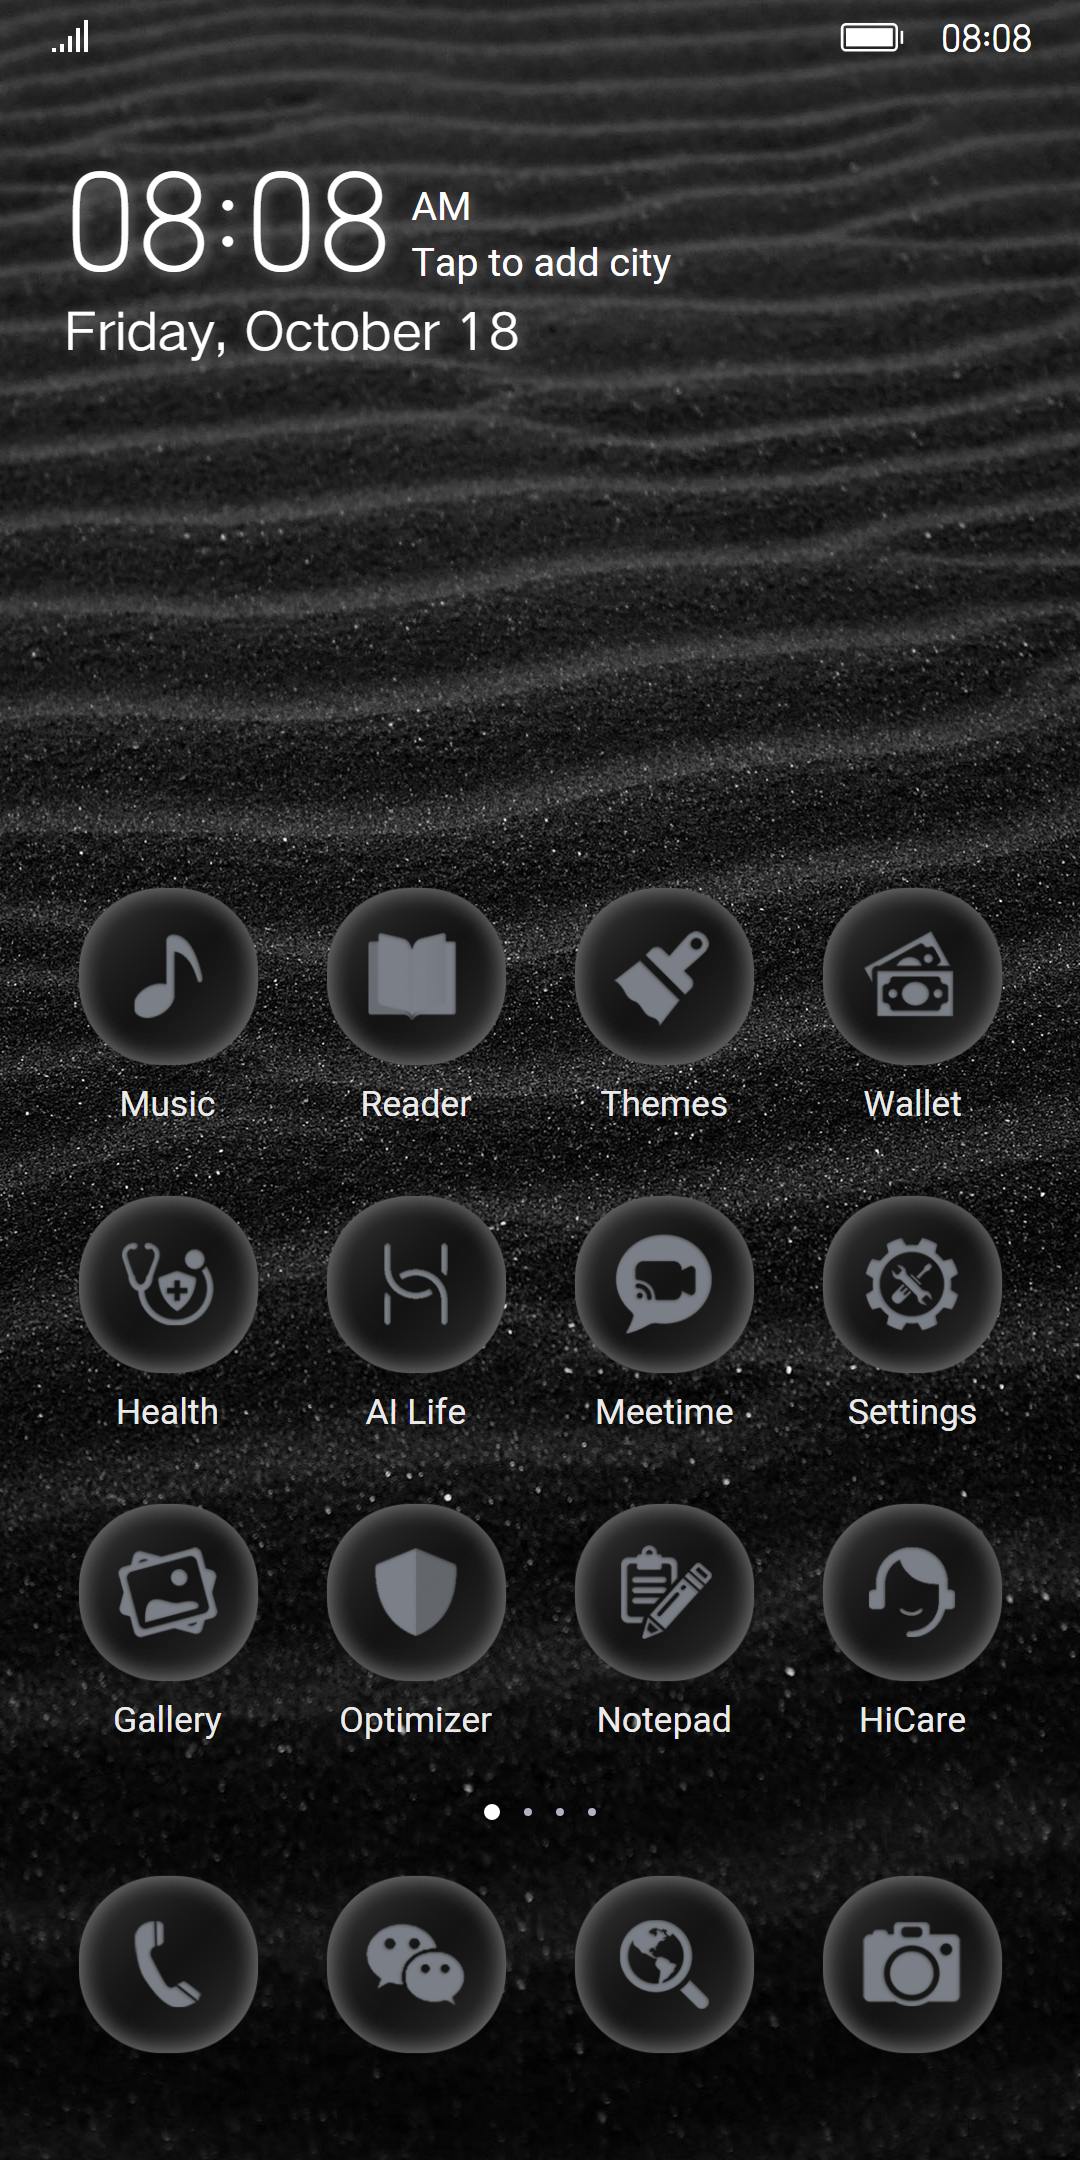 08:08
08:08 AM
Tap to add city
Friday, October 18
Music Reader Themes Wallet
Health AI Life Meetime Settings
Gallery Optimizer Notepad HiCare